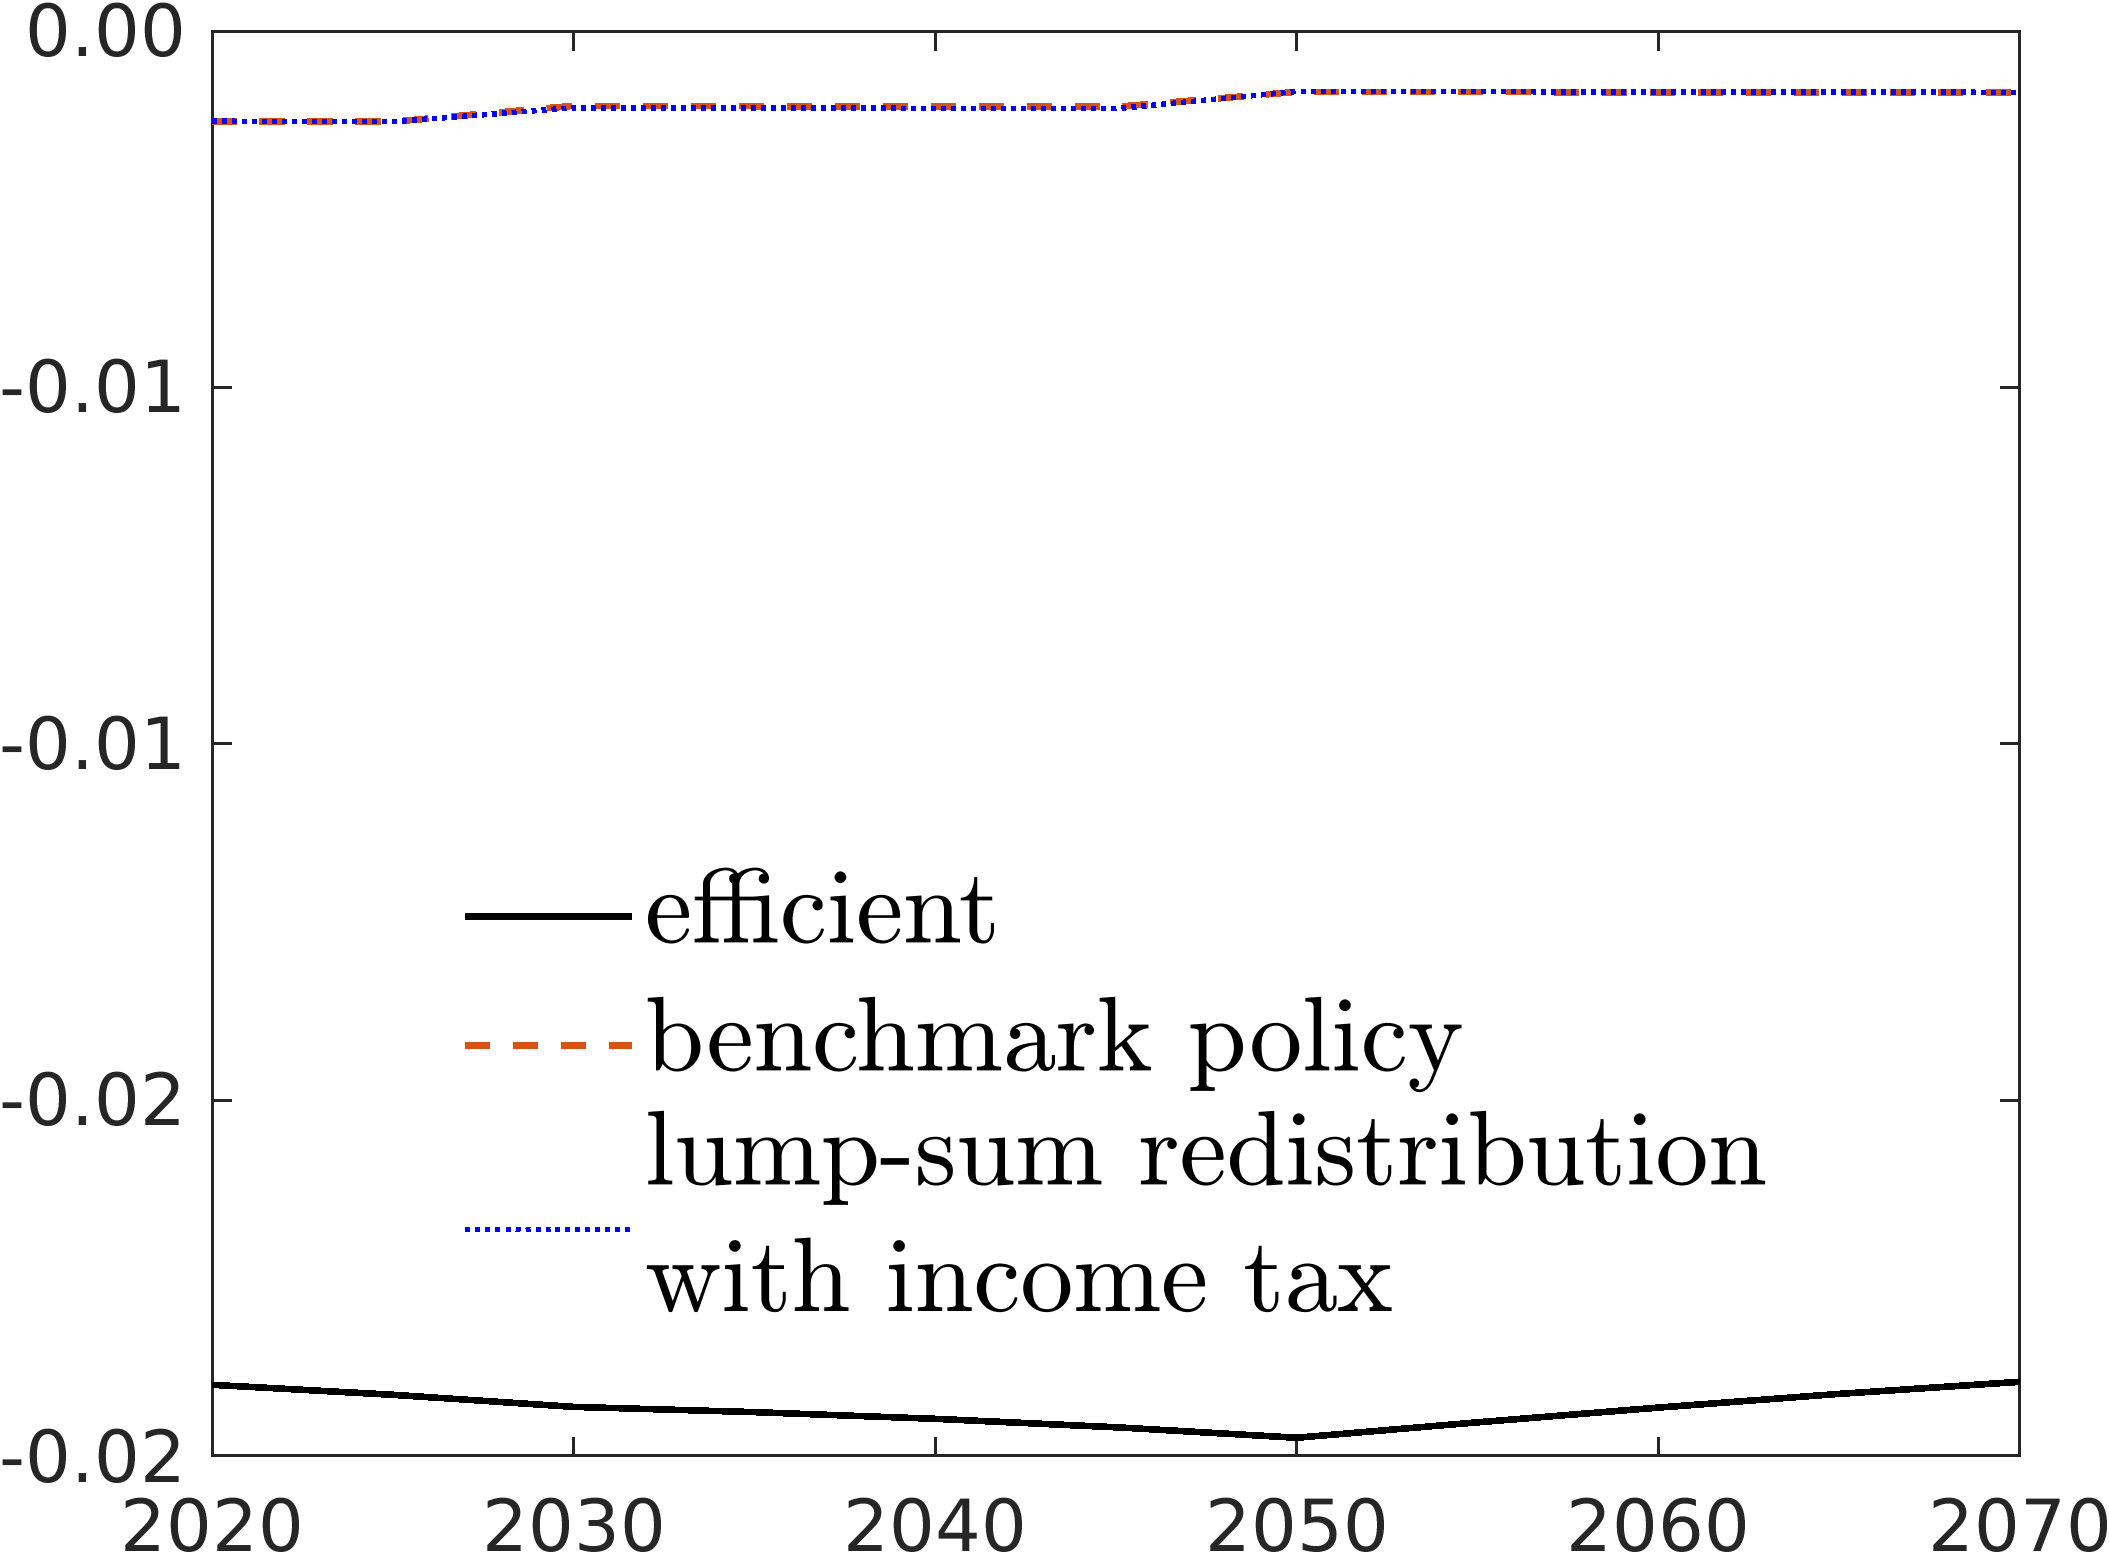 0.00
-0.01
-0.01
-0.02
-0.02
efficient
benchmark policy
lump-sum redistribution
with income tax
2020 2030 2040 2050 2060 2070